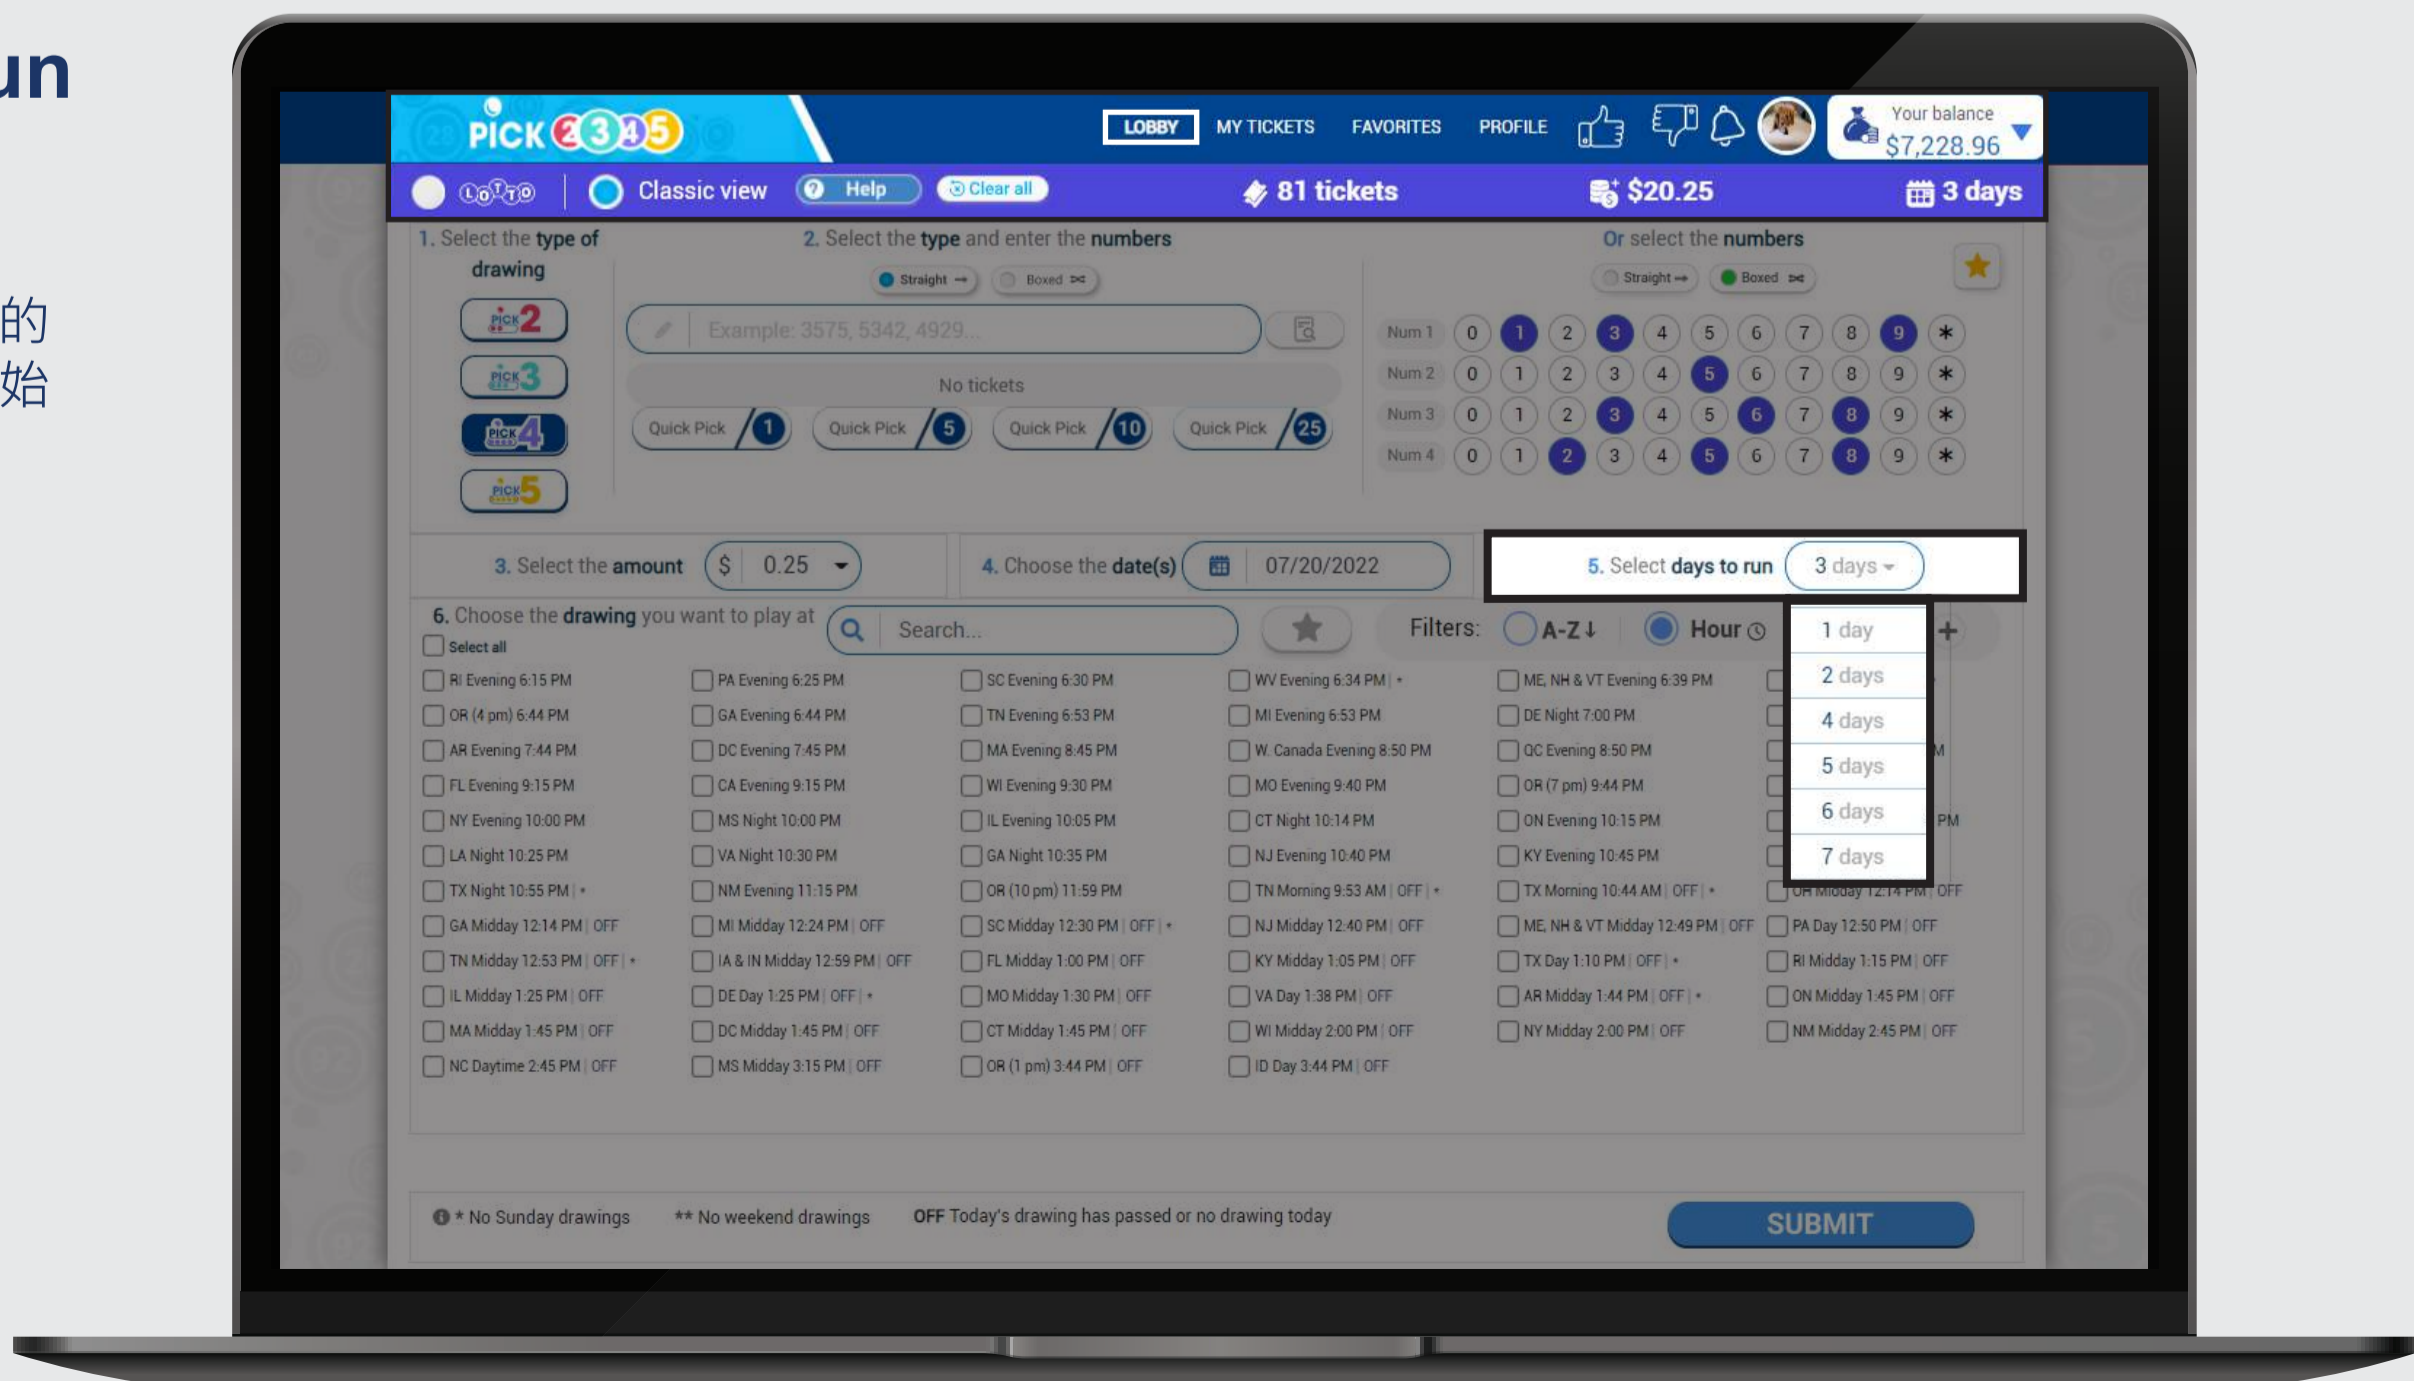 un
的
始
PICK 2345
LOBBY MY TICKETS FAVORITES PROFILE
Your balance
$7,228.96
LOTTO Classic view ? Help Clear all 81 tickets $20.25 3 days
1. Select the type of
drawing
PICK 2
PICK 3
PICK 4
PICK 5
2. Select the type and enter the numbers
Straight → Boxed
Example: 3575, 5342, 4929...
No tickets
Quick Pick 1 Quick Pick 5 Quick Pick 10 Quick Pick 25
Or select the numbers
Straight → Boxed
Num 1 0 1 2 3 4 5 6 7 8 9 *
Num 2 0 1 2 3 4 5 6 7 8 9 *
Num 3 0 1 2 3 4 5 6 7 8 9 *
Num 4 0 1 2 3 4 5 6 7 8 9 *
3. Select the amount $ 0.25
4. Choose the date(s) 07/20/2022
5. Select days to run 3 days
1 day
2 days
4 days
5 days
6 days
7 days
6. Choose the drawing you want to play at Search... Filters: A-Z↓ Hour +
Select all
RI Evening 6:15 PM PA Evening 6:25 PM SC Evening 6:30 PM WV Evening 6:34 PM | * ME, NH & VT Evening 6:39 PM
OR (4 pm) 6:44 PM GA Evening 6:44 PM TN Evening 6:53 PM MI Evening 6:53 PM DE Night 7:00 PM
AR Evening 7:44 PM DC Evening 7:45 PM MA Evening 8:45 PM W. Canada Evening 8:50 PM QC Evening 8:50 PM M
FL Evening 9:15 PM CA Evening 9:15 PM WI Evening 9:30 PM MO Evening 9:40 PM OR (7 pm) 9:44 PM
NY Evening 10:00 PM MS Night 10:00 PM IL Evening 10:05 PM CT Night 10:14 PM ON Evening 10:15 PM PM
LA Night 10:25 PM VA Night 10:30 PM GA Night 10:35 PM NJ Evening 10:40 PM KY Evening 10:45 PM
TX Night 10:55 PM | * NM Evening 11:15 PM OR (10 pm) 11:59 PM TN Morning 9:53 AM | OFF | * TX Morning 10:44 AM | OFF | * OH Midday 12:14 PM | OFF
GA Midday 12:14 PM | OFF MI Midday 12:24 PM | OFF SC Midday 12:30 PM | OFF | * NJ Midday 12:40 PM | OFF ME, NH & VT Midday 12:49 PM | OFF PA Day 12:50 PM | OFF
TN Midday 12:53 PM | OFF | * IA & IN Midday 12:59 PM | OFF FL Midday 1:00 PM | OFF KY Midday 1:05 PM | OFF TX Day 1:10 PM | OFF | * RI Midday 1:15 PM | OFF
IL Midday 1:25 PM | OFF DE Day 1:25 PM | OFF | * MO Midday 1:30 PM | OFF VA Day 1:38 PM | OFF AR Midday 1:44 PM | OFF | * ON Midday 1:45 PM | OFF
MA Midday 1:45 PM | OFF DC Midday 1:45 PM | OFF CT Midday 1:45 PM | OFF WI Midday 2:00 PM | OFF NY Midday 2:00 PM | OFF NM Midday 2:45 PM | OFF
NC Daytime 2:45 PM | OFF MS Midday 3:15 PM | OFF OR (1 pm) 3:44 PM | OFF ID Day 3:44 PM | OFF
* No Sunday drawings ** No weekend drawings OFF Today's drawing has passed or no drawing today
SUBMIT